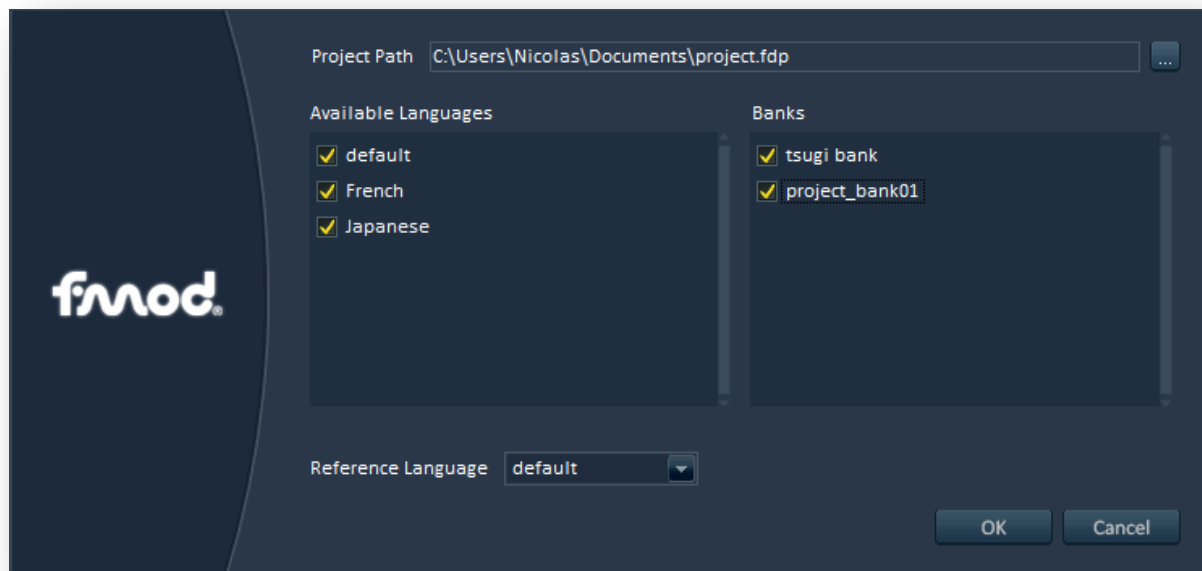 Project Path C:\Users\Nicolas\Documents\project.fdp ...
Available Languages
default
French
Japanese
Banks
tsugi bank
project_bank01
fmod®
Reference Language default
OK Cancel